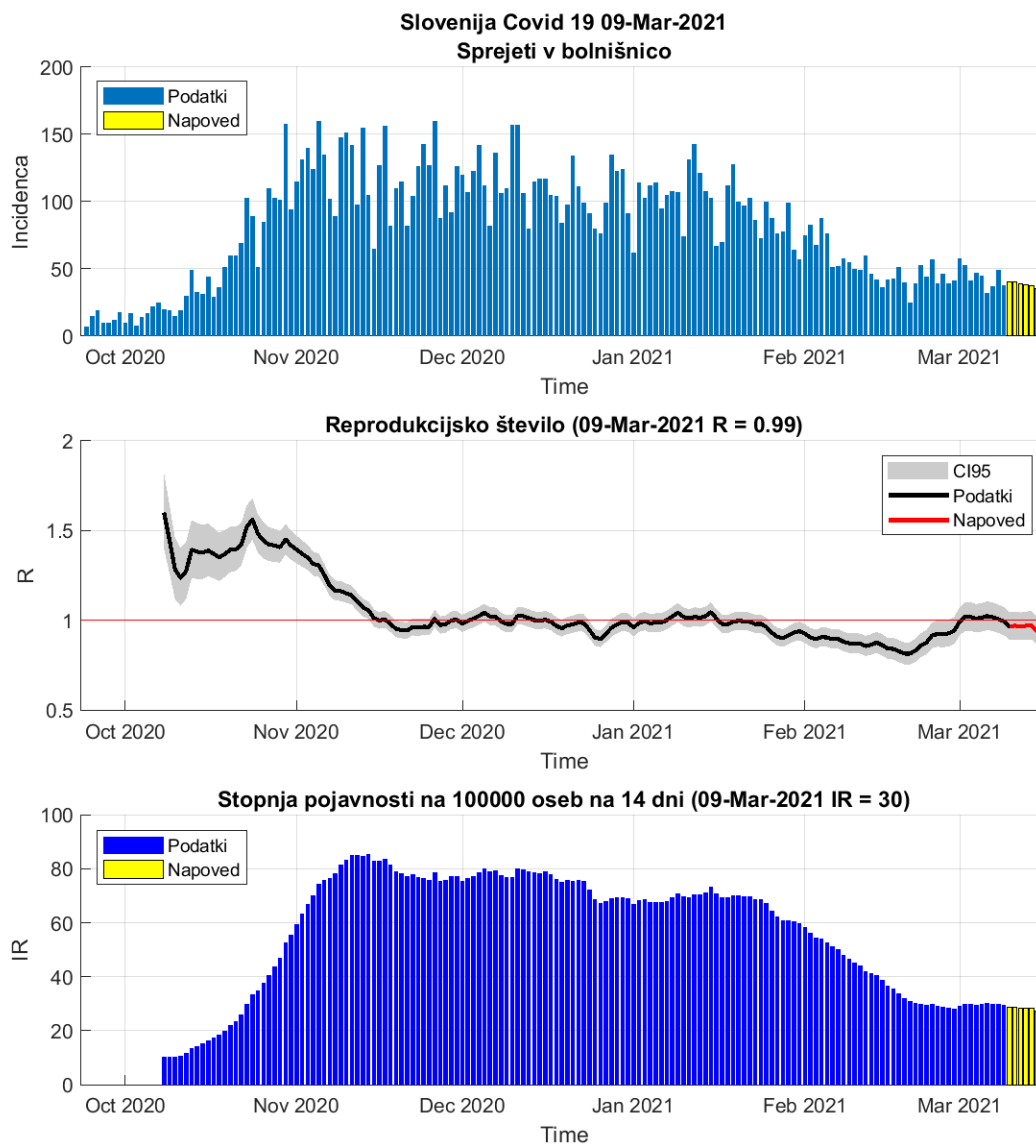 Slovenija Covid 19 09-Mar-2021
Sprejeti v bolnišnico
200
150
100
50
0
Incidenca
Podatki
Napoved
Oct 2020 Nov 2020 Dec 2020 Jan 2021 Feb 2021 Mar 2021
Time
Reprodukcijsko število (09-Mar-2021 R = 0.99)
2
1.5
1
0.5
R
CI95
Podatki
Napoved
Oct 2020 Nov 2020 Dec 2020 Jan 2021 Feb 2021 Mar 2021
Time
Stopnja pojavnosti na 100000 oseb na 14 dni (09-Mar-2021 IR = 30)
100
80
60
40
20
0
IR
Podatki
Napoved
Oct 2020 Nov 2020 Dec 2020 Jan 2021 Feb 2021 Mar 2021
Time